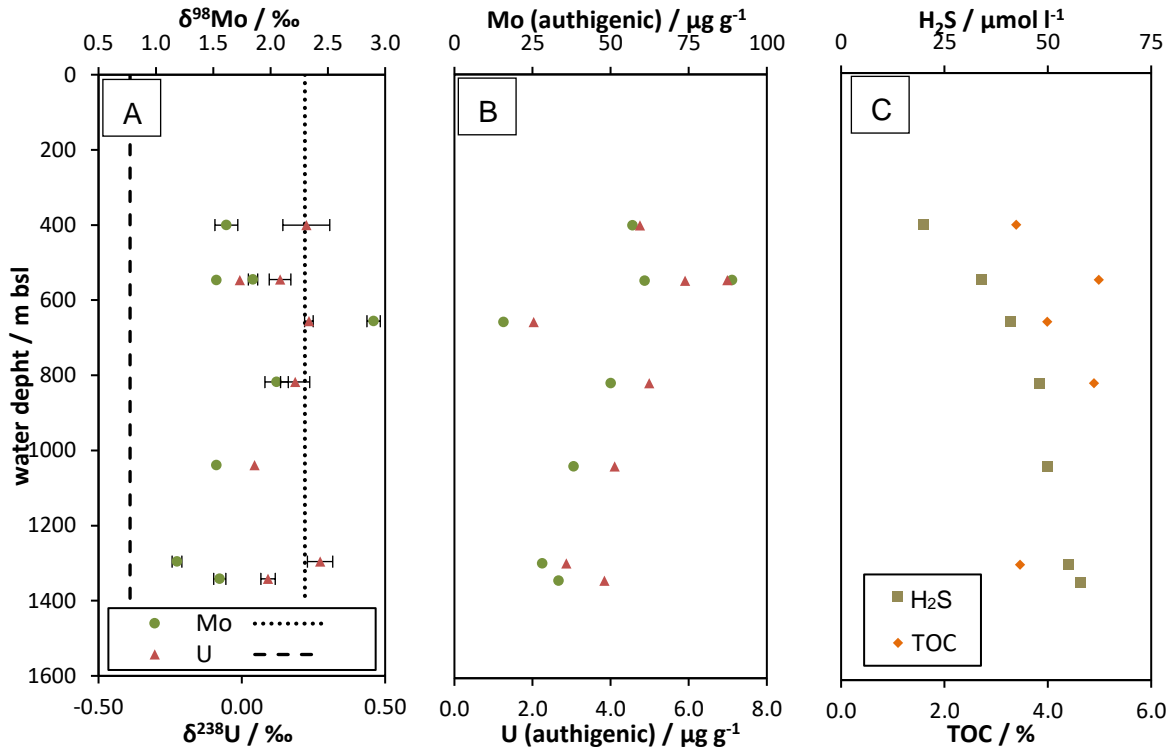 δ⁹⁸Mo / ‰
0.5 1.0 1.5 2.0 2.5 3.0
Mo (authigenic) / µg g⁻¹
0 25 50 75 100
H₂S / µmol l⁻¹
0 25 50 75
water depht / m bsl
0
200
400
600
800
1000
1200
1400
1600
A
B
C
Mo
U
H₂S
TOC
-0.50 0.00 0.50
δ²³⁸U / ‰
0.0 2.0 4.0 6.0 8.0
U (authigenic) / µg g⁻¹
0.0 2.0 4.0 6.0
TOC / %